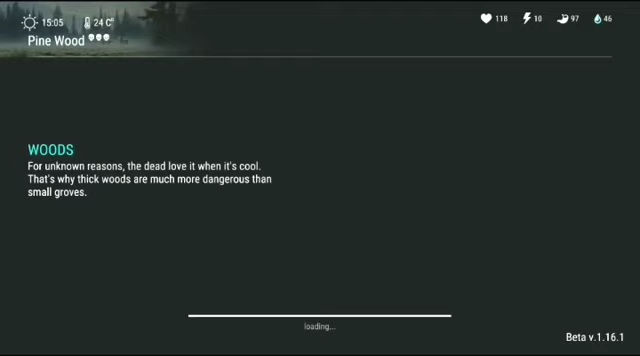 15:05 24 C°
118 10 97 46
Pine Wood
WOODS
For unknown reasons, the dead love it when it's cool.
That's why thick woods are much more dangerous than
small groves.
loading...
Beta v.1.16.1